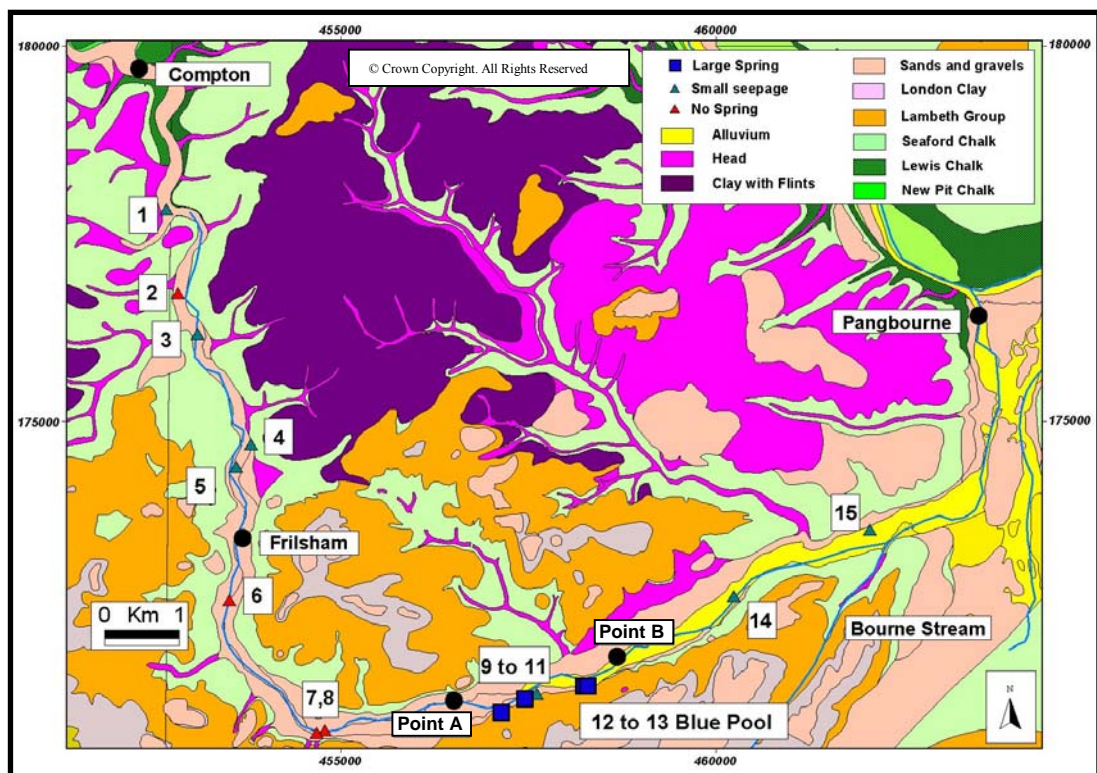 455000
460000
180000
180000
© Crown Copyright. All Rights Reserved
Compton
Large Spring
Small seepage
No Spring
Alluvium
Head
Clay with Flints
Sands and gravels
London Clay
Lambeth Group
Seaford Chalk
Lewis Chalk
New Pit Chalk
1
2
3
Pangbourne
175000
175000
4
5
15
Frilsham
6
0 Km 1
14
Point B
Bourne Stream
9 to 11
7,8
Point A
12 to 13 Blue Pool
N
455000
460000